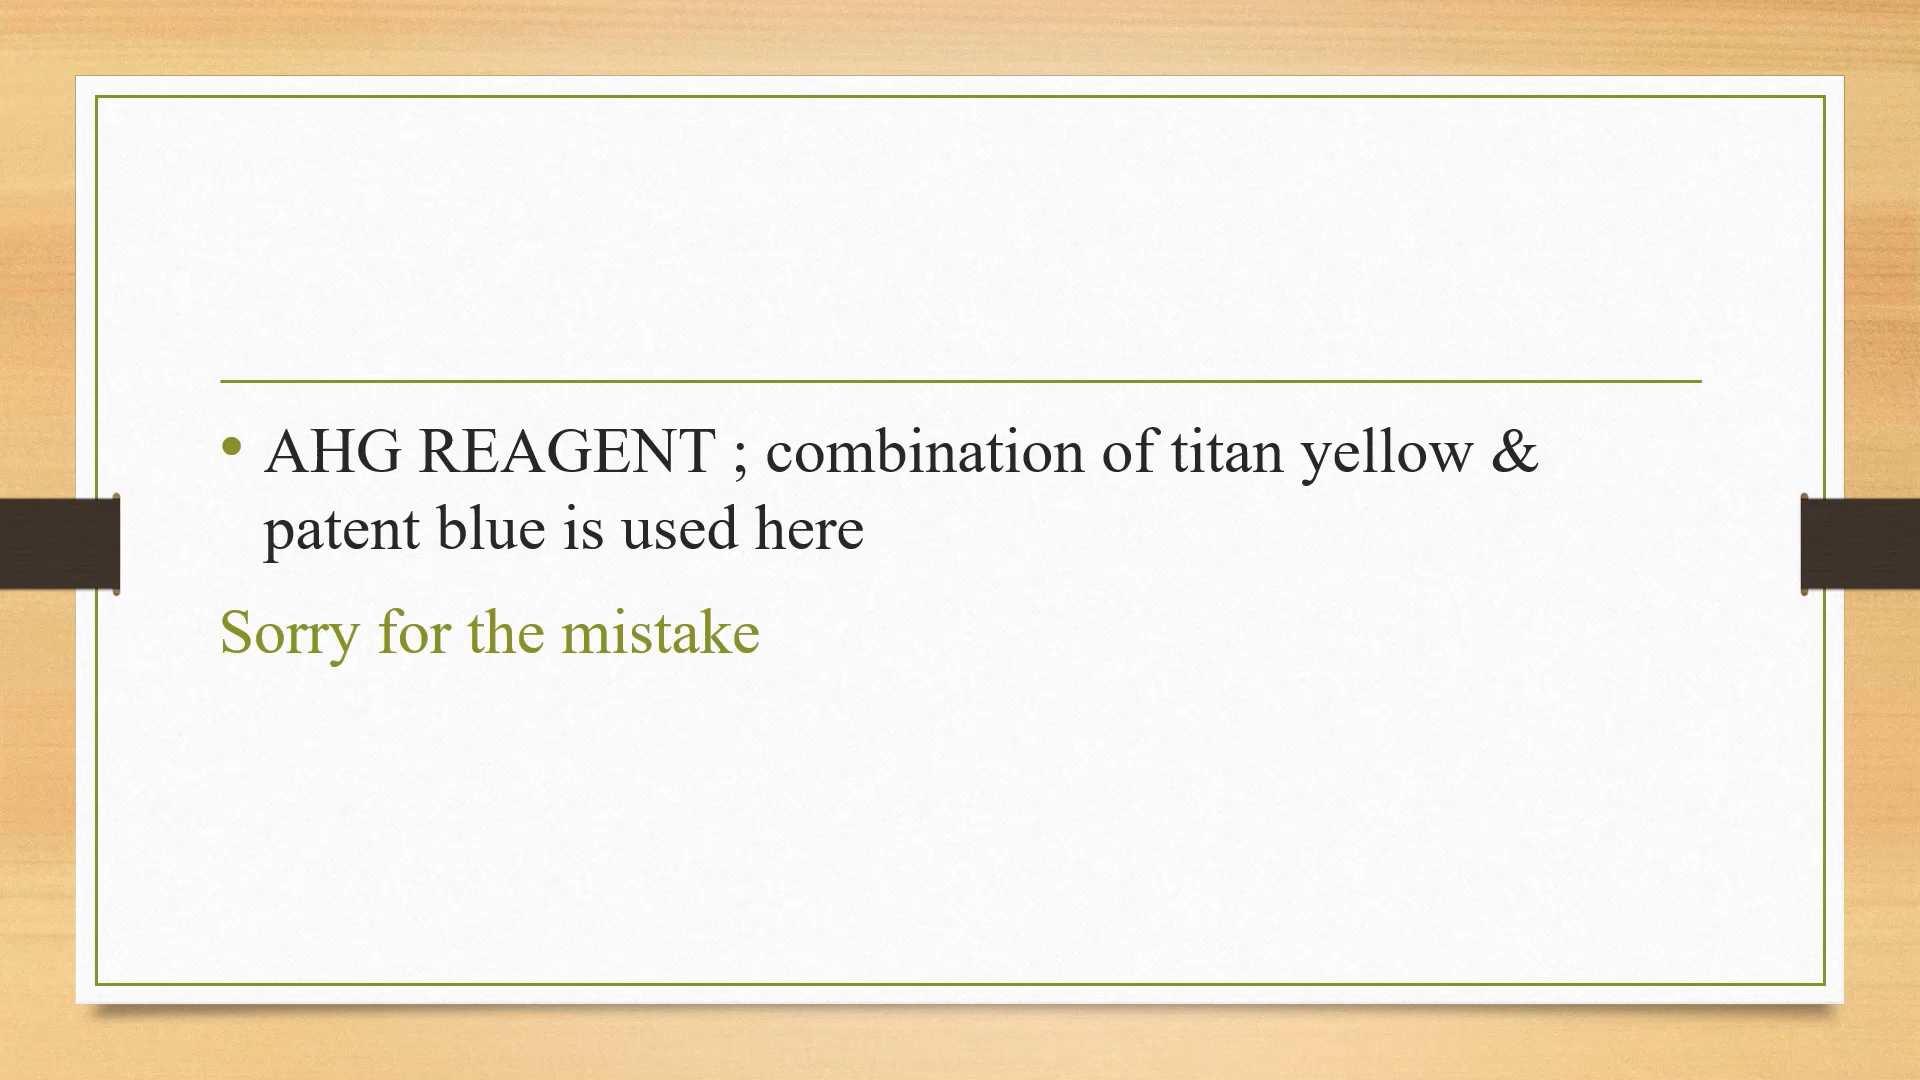 • AHG REAGENT ; combination of titan yellow &
patent blue is used here
Sorry for the mistake